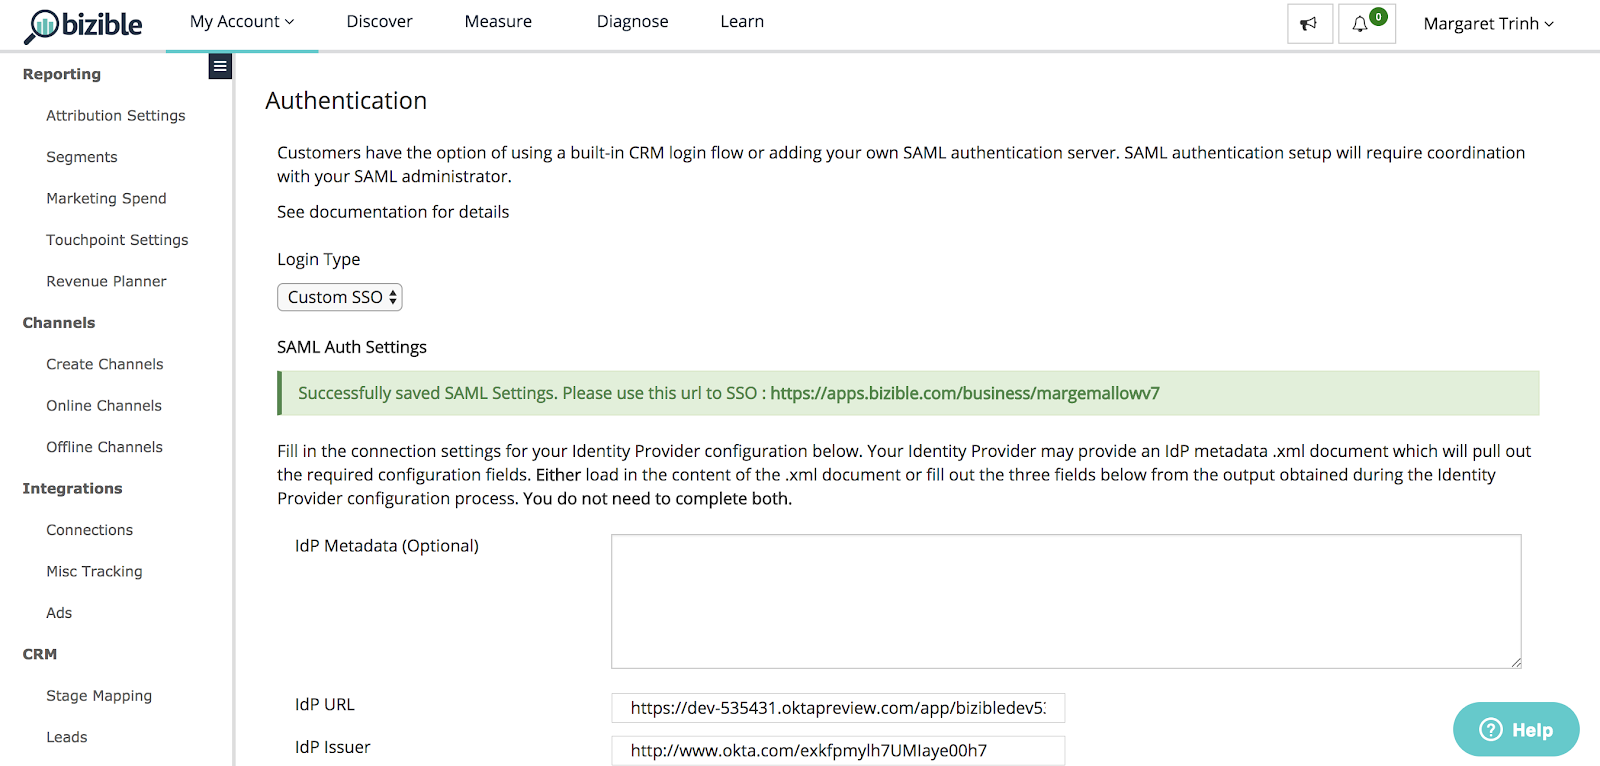 bizible
My Account
Discover
Measure
Diagnose
Learn
0
Margaret Trinh
Reporting
Attribution Settings
Segments
Marketing Spend
Touchpoint Settings
Revenue Planner
Channels
Create Channels
Online Channels
Offline Channels
Integrations
Connections
Misc Tracking
Ads
CRM
Stage Mapping
Leads
Authentication
Customers have the option of using a built-in CRM login flow or adding your own SAML authentication server. SAML authentication setup will require coordination
with your SAML administrator.
See documentation for details
Login Type
Custom SSO
SAML Auth Settings
Successfully saved SAML Settings. Please use this url to SSO : https://apps.bizible.com/business/margemallowv7
Fill in the connection settings for your Identity Provider configuration below. Your Identity Provider may provide an IdP metadata .xml document which will pull out
the required configuration fields. Either load in the content of the .xml document or fill out the three fields below from the output obtained during the Identity
Provider configuration process. You do not need to complete both.
IdP Metadata (Optional)
IdP URL
https://dev-535431.oktapreview.com/app/bizibledev53
IdP Issuer
http://www.okta.com/exkfpmylh7UMIaye00h7
Help